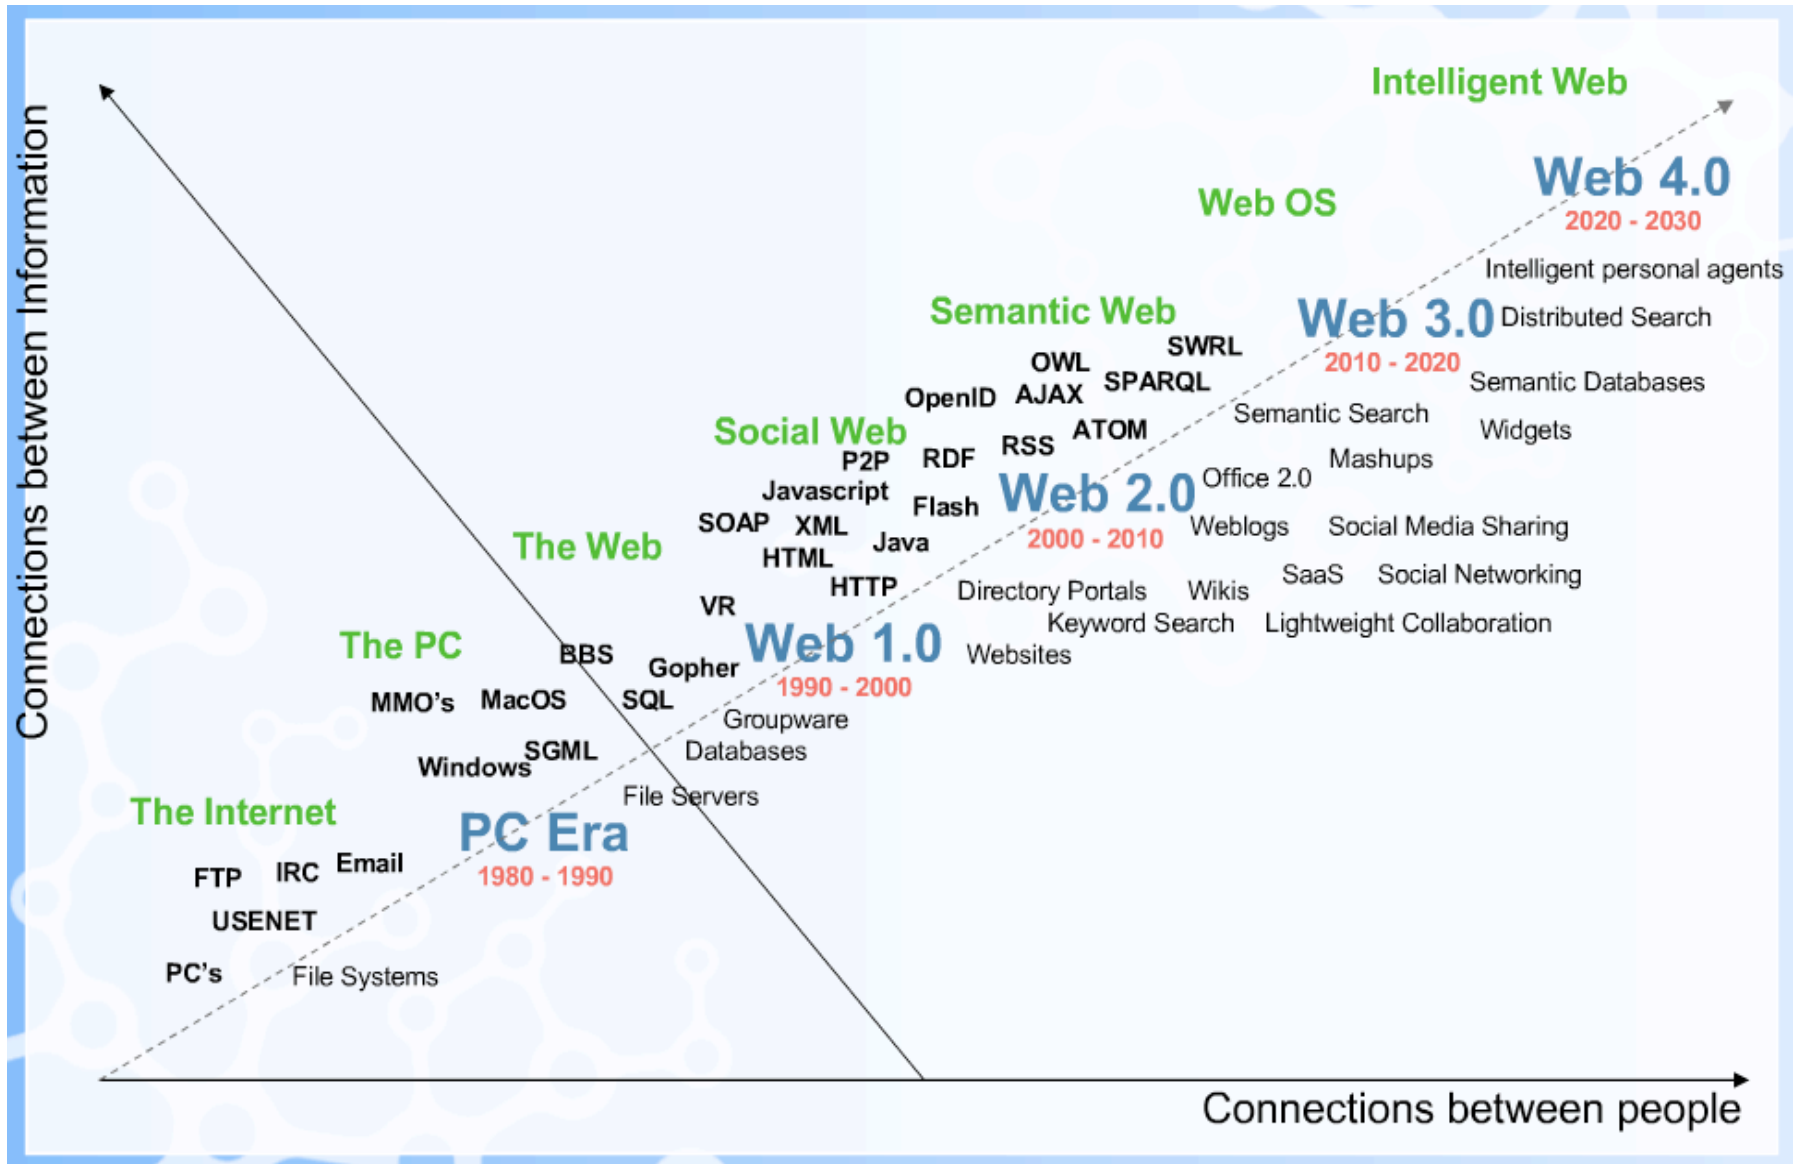 Intelligent Web
Web 4.0
2020 - 2030
Web OS
Intelligent personal agents
Semantic Web
Web 3.0
Distributed Search
2010 - 2020
SWRL
OWL
SPARQL
AJAX
OpenID
Semantic Databases
Semantic Search
Widgets
Social Web
ATOM
RSS
RDF
P2P
Mashups
Office 2.0
Web 2.0
2000 - 2010
Javascript
Flash
SOAP
XML
Java
Weblogs
Social Media Sharing
The Web
HTML
HTTP
SaaS
Social Networking
Directory Portals
Wikis
VR
Keyword Search
Lightweight Collaboration
Web 1.0
1990 - 2000
Websites
The PC
BBS
Gopher
MMO's
MacOS
SQL
Groupware
SGML
Databases
Windows
File Servers
The Internet
PC Era
1980 - 1990
FTP
IRC
Email
USENET
PC's
File Systems
Connections between Information
Connections between people